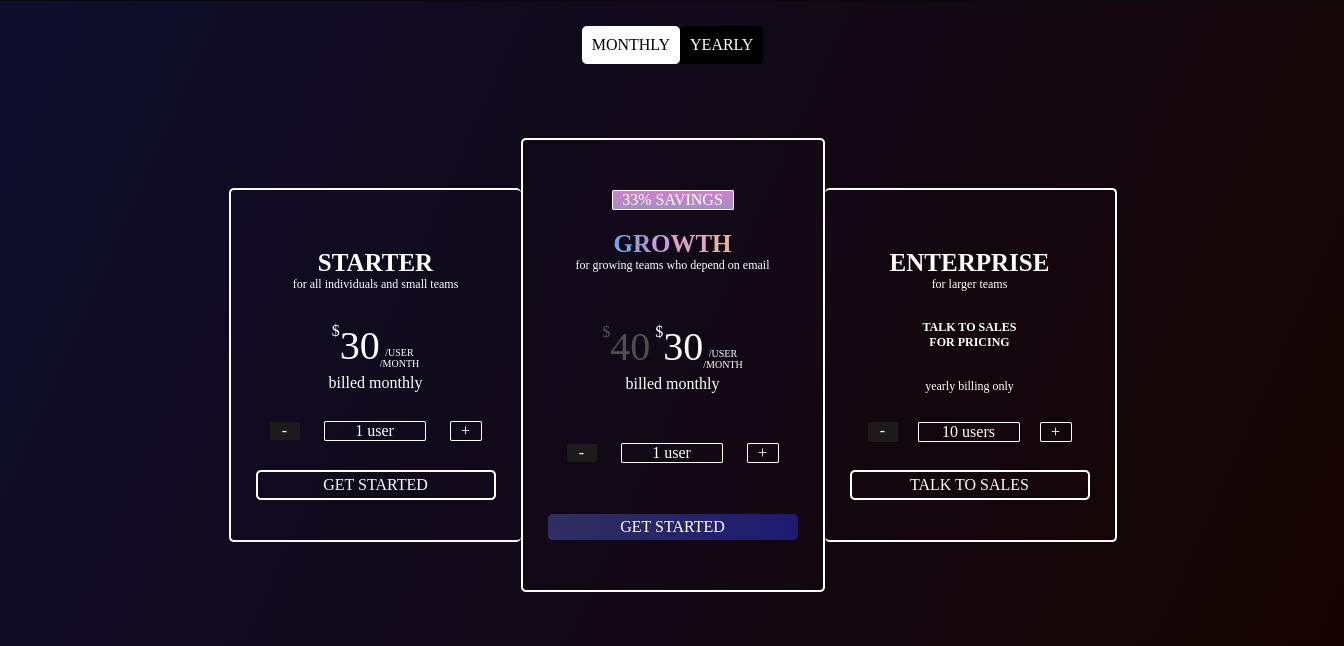 MONTHLY YEARLY
STARTER
for all individuals and small teams
$30 /USER
/MONTH
billed monthly
- 1 user +
GET STARTED
33% SAVINGS
GROWTH
for growing teams who depend on email
$40 $30 /USER
/MONTH
billed monthly
- 1 user +
GET STARTED
ENTERPRISE
for larger teams
TALK TO SALES
FOR PRICING
yearly billing only
- 10 users +
TALK TO SALES